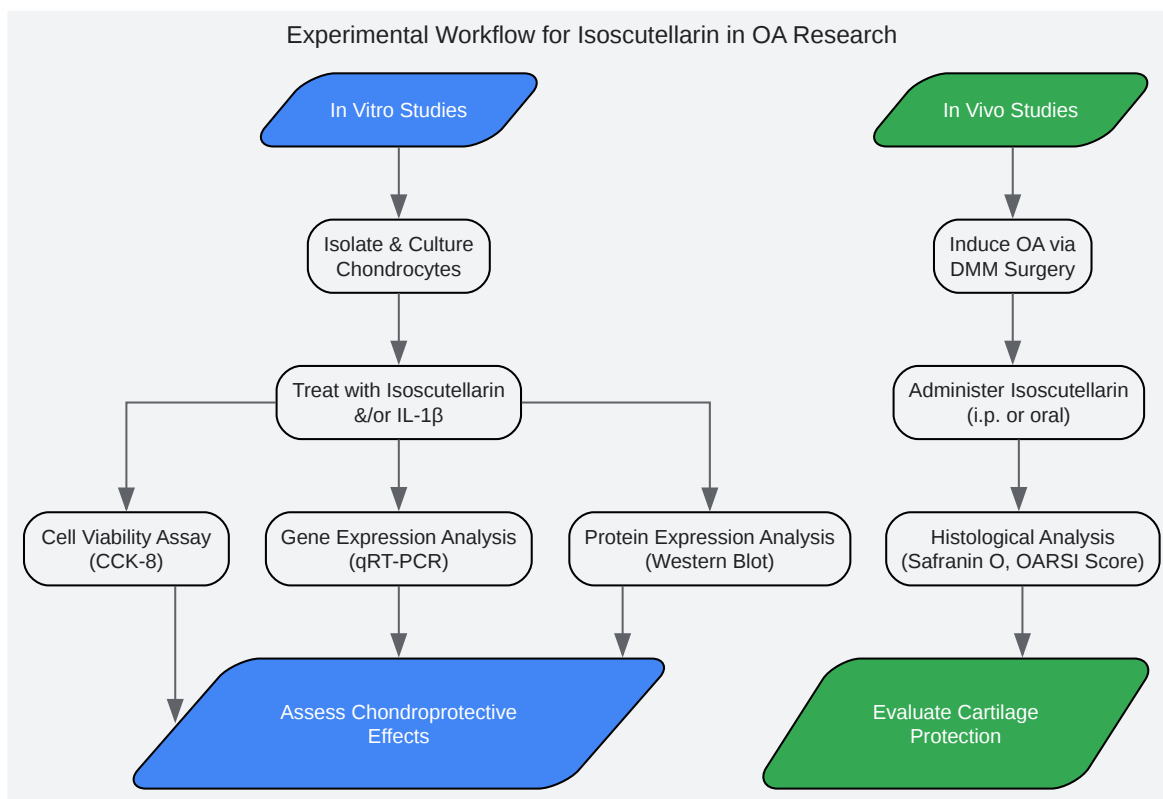 Experimental Workflow for Isoscutellarin in OA Research
In Vitro Studies
Isolate & Culture
Chondrocytes
Treat with Isoscutellarin
&/or IL-1β
Cell Viability Assay
(CCK-8)
Gene Expression Analysis
(qRT-PCR)
Protein Expression Analysis
(Western Blot)
Assess Chondroprotective
Effects
In Vivo Studies
Induce OA via
DMM Surgery
Administer Isoscutellarin
(i.p. or oral)
Histological Analysis
(Safranin O, OARSI Score)
Evaluate Cartilage
Protection